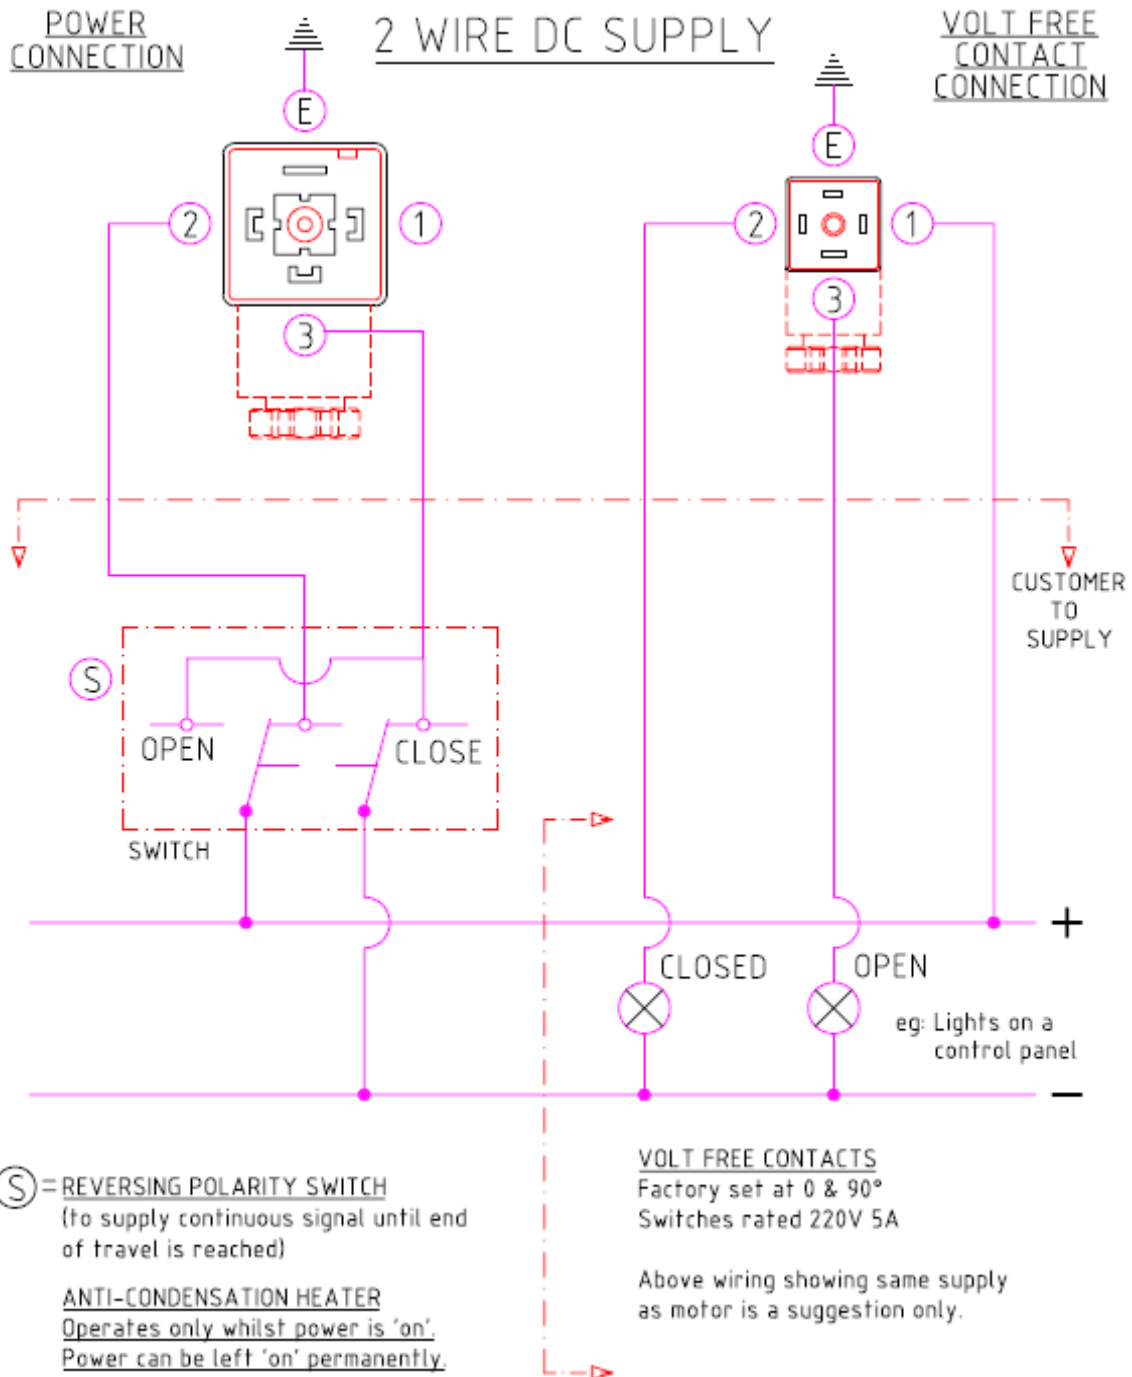 POWER
CONNECTION
2 WIRE DC SUPPLY
VOLT FREE
CONTACT
CONNECTION
E
E
2
1
2
1
3
3
CUSTOMER
TO
SUPPLY
S
OPEN
CLOSE
SWITCH
+
CLOSED
OPEN
eg: Lights on a
control panel
-
S = REVERSING POLARITY SWITCH
(to supply continuous signal until end
of travel is reached)
ANTI-CONDENSATION HEATER
Operates only whilst power is 'on'.
Power can be left 'on' permanently.
VOLT FREE CONTACTS
Factory set at 0 & 90°
Switches rated 220V 5A
Above wiring showing same supply
as motor is a suggestion only.